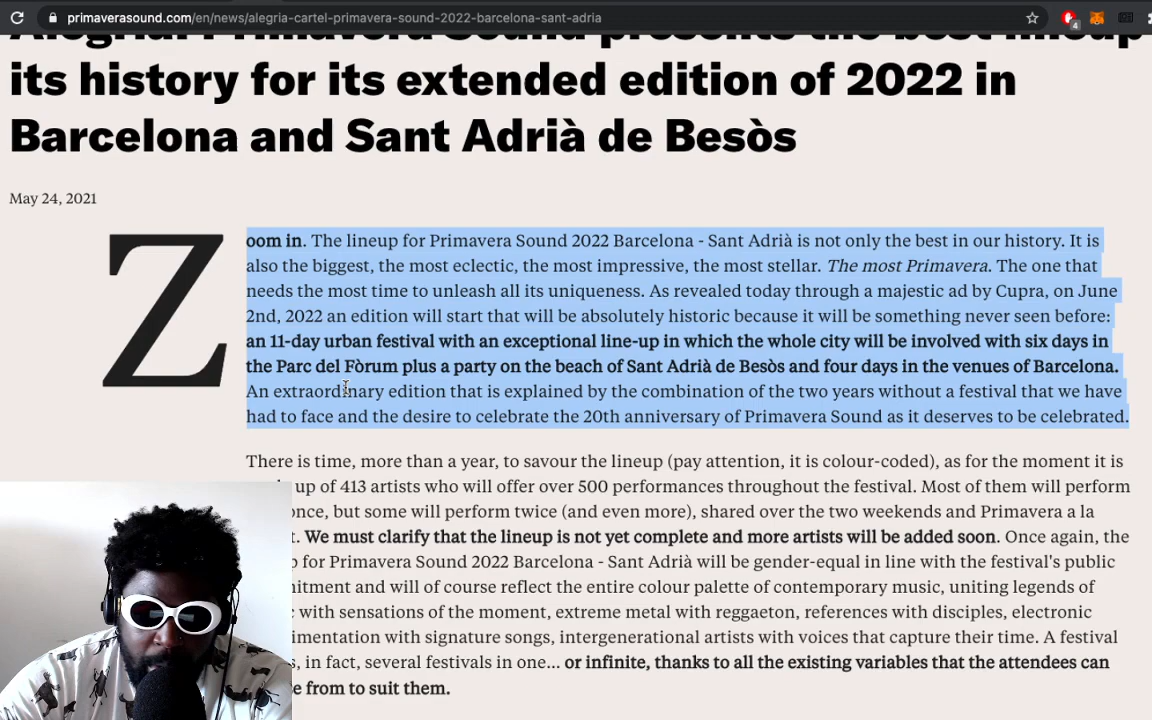 primaverasound.com/en/news/alegria-cartel-primavera-sound-2022-barcelona-sant-adria
4
Alegría! Primavera Sound presents the best lineup
its history for its extended edition of 2022 in
Barcelona and Sant Adrià de Besòs
May 24, 2021
Zoom in. The lineup for Primavera Sound 2022 Barcelona - Sant Adrià is not only the best in our history. It is
also the biggest, the most eclectic, the most impressive, the most stellar. The most Primavera. The one that
needs the most time to unleash all its uniqueness. As revealed today through a majestic ad by Cupra, on June
2nd, 2022 an edition will start that will be absolutely historic because it will be something never seen before:
an 11-day urban festival with an exceptional line-up in which the whole city will be involved with six days in
the Parc del Fòrum plus a party on the beach of Sant Adrià de Besòs and four days in the venues of Barcelona.
An extraordinary edition that is explained by the combination of the two years without a festival that we have
had to face and the desire to celebrate the 20th anniversary of Primavera Sound as it deserves to be celebrated.
There is time, more than a year, to savour the lineup (pay attention, it is colour-coded), as for the moment it is
up of 413 artists who will offer over 500 performances throughout the festival. Most of them will perform
once, but some will perform twice (and even more), shared over the two weekends and Primavera a la
We must clarify that the lineup is not yet complete and more artists will be added soon. Once again, the
for Primavera Sound 2022 Barcelona - Sant Adrià will be gender-equal in line with the festival's public
and will of course reflect the entire colour palette of contemporary music, uniting legends of
with sensations of the moment, extreme metal with reggaeton, references with disciples, electronic
with signature songs, intergenerational artists with voices that capture their time. A festival
in fact, several festivals in one... or infinite, thanks to all the existing variables that the attendees can
from to suit them.